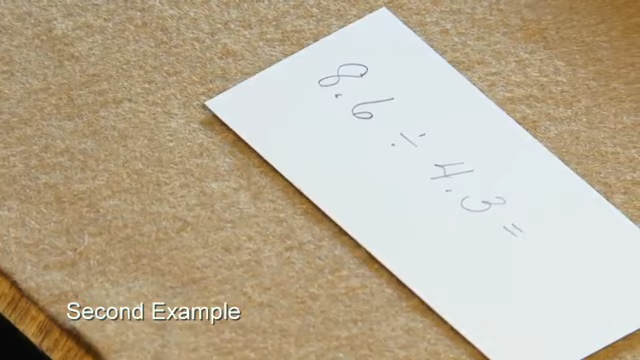 8.6 ÷ 4.3 =
Second Example